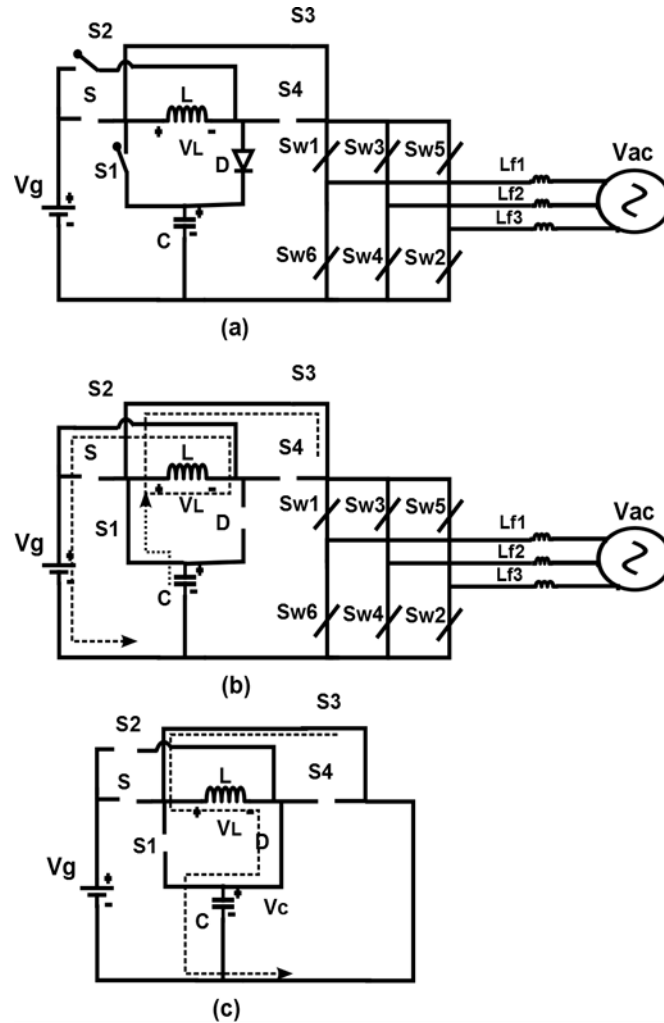 S3
S2
S L S4
+ VL -
Sw1 Sw3 Sw5
S1 D
Vg + -
C + -
Lf1 Vac
Lf2
Lf3
Sw6 Sw4 Sw2
(a)
S3
S2
S L S4
+ VL -
Sw1 Sw3 Sw5
S1 D
Vg + -
C + -
Lf1 Vac
Lf2
Lf3
Sw6 Sw4 Sw2
(b)
S3
S2
S L S4
+ VL -
S1 D
Vg + -
C + - Vc
(c)